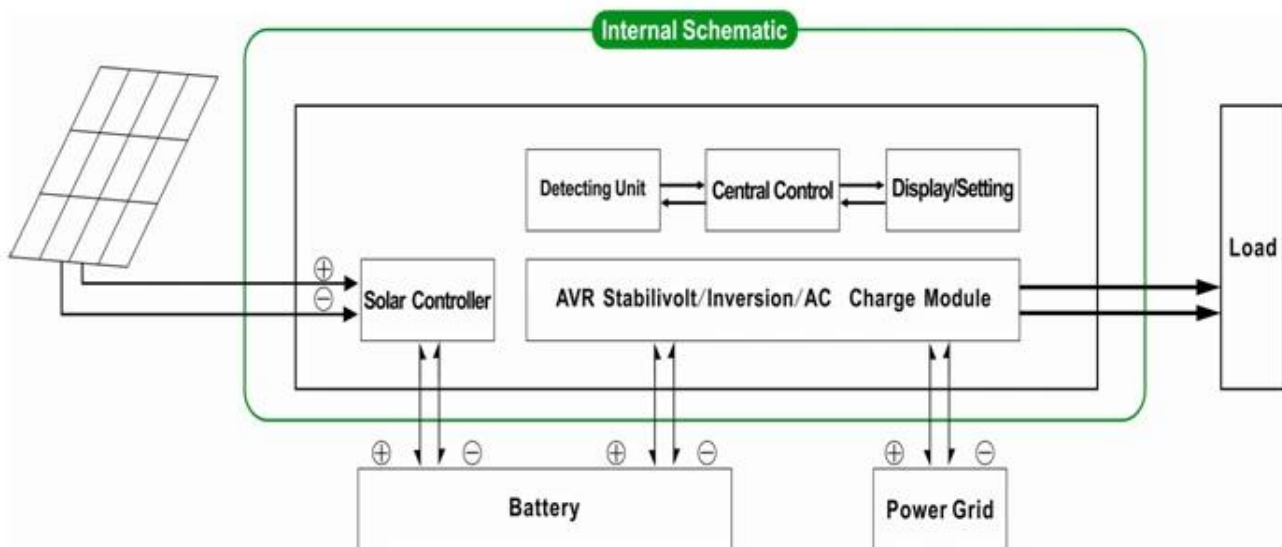 Internal Schematic
Detecting Unit
Central Control
Display/Setting
Load
⊕
⊖
Solar Controller
AVR Stabilivolt/Inversion/AC Charge Module
⊕ ⊖ ⊕ ⊖ ⊕ ⊖
Battery
Power Grid